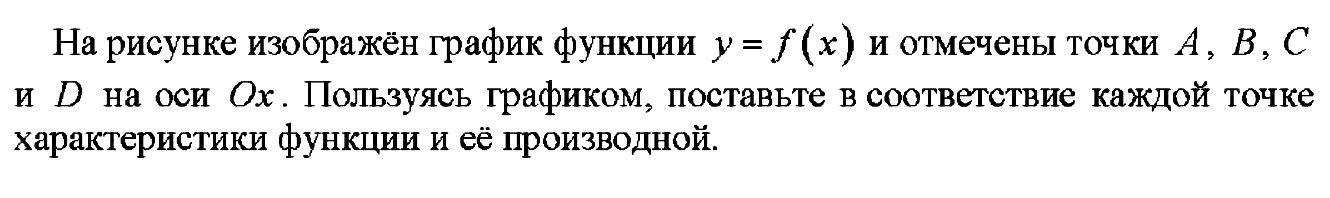 На рисунке изображён график функции y = f(x) и отмечены точки A, B, C
и D на оси Ox. Пользуясь графиком, поставьте в соответствие каждой точке
характеристики функции и её производной.